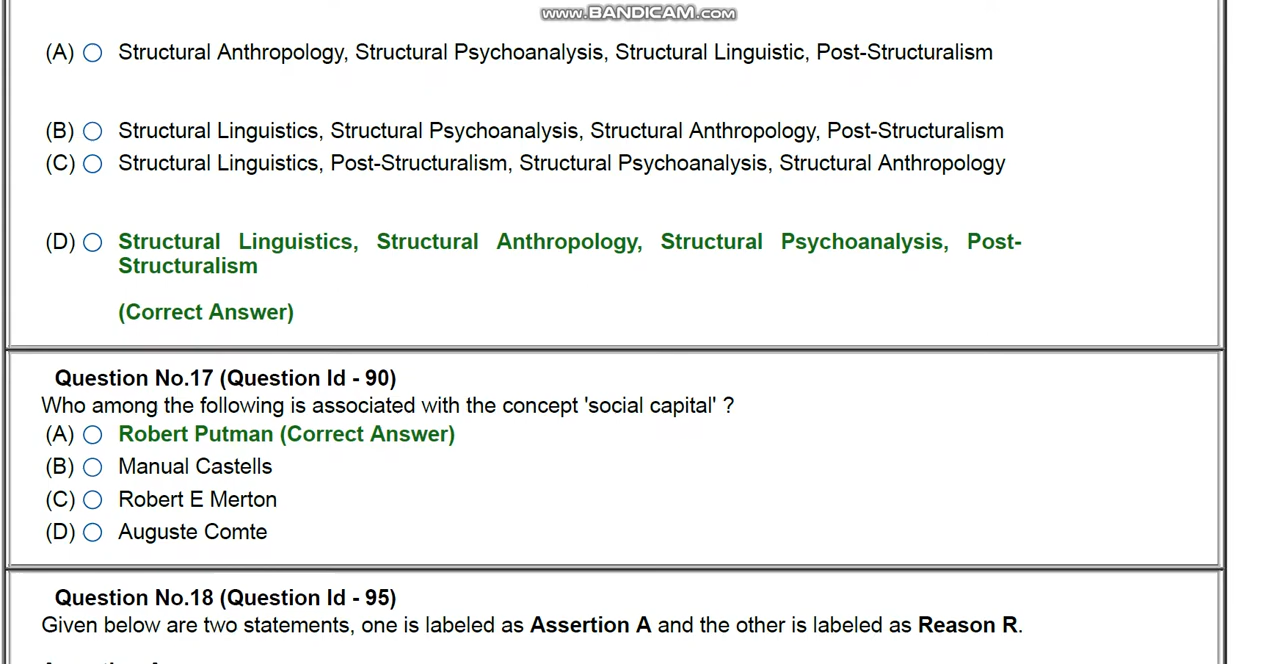 www.BANDICAM.com
(A) Structural Anthropology, Structural Psychoanalysis, Structural Linguistic, Post-Structuralism
(B) Structural Linguistics, Structural Psychoanalysis, Structural Anthropology, Post-Structuralism
(C) Structural Linguistics, Post-Structuralism, Structural Psychoanalysis, Structural Anthropology
(D) Structural Linguistics, Structural Anthropology, Structural Psychoanalysis, Post-
Structuralism
(Correct Answer)
Question No.17 (Question Id - 90)
Who among the following is associated with the concept 'social capital' ?
(A) Robert Putman (Correct Answer)
(B) Manual Castells
(C) Robert E Merton
(D) Auguste Comte
Question No.18 (Question Id - 95)
Given below are two statements, one is labeled as Assertion A and the other is labeled as Reason R.